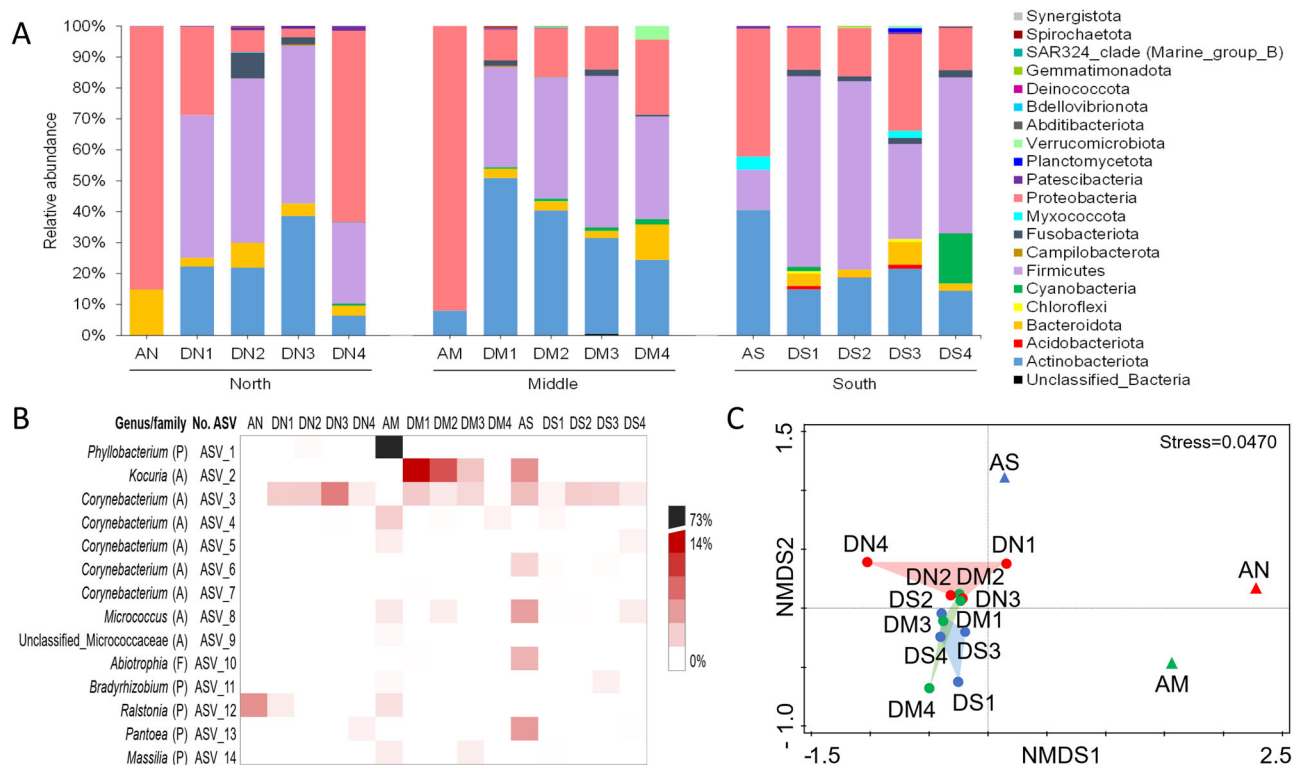 A
Relative abundance
100%
90%
80%
70%
60%
50%
40%
30%
20%
10%
0%
AN DN1 DN2 DN3 DN4 AM DM1 DM2 DM3 DM4 AS DS1 DS2 DS3 DS4
North Middle South
Synergistota
Spirochaetota
SAR324_clade (Marine_group_B)
Gemmatimonadota
Deinococcota
Bdellovibrionota
Abditibacteriota
Verrucomicrobiota
Planctomycetota
Patescibacteria
Proteobacteria
Myxococcota
Fusobacteriota
Campilobacterota
Firmicutes
Cyanobacteria
Chloroflexi
Bacteroidota
Acidobacteriota
Actinobacteriota
Unclassified_Bacteria
B
Genus/family No. ASV AN DN1 DN2 DN3 DN4 AM DM1 DM2 DM3 DM4 AS DS1 DS2 DS3 DS4
Phyllobacterium (P) ASV_1
Kocuria (A) ASV_2
Corynebacterium (A) ASV_3
Corynebacterium (A) ASV_4
Corynebacterium (A) ASV_5
Corynebacterium (A) ASV_6
Corynebacterium (A) ASV_7
Micrococcus (A) ASV_8
Unclassified_Micrococcaceae (A) ASV_9
Abiotrophia (F) ASV_10
Bradyrhizobium (P) ASV_11
Ralstonia (P) ASV_12
Pantoea (P) ASV_13
Massilia (P) ASV_14
73%
14%
0%
C
Stress=0.0470
1.5
NMDS2
-1.0
AS
DN4 DN1
DN2 DM2 AN
DS2 DN3
DM3 DM1
DS4 DS3
AM
DM4 DS1
-1.5 NMDS1 2.5